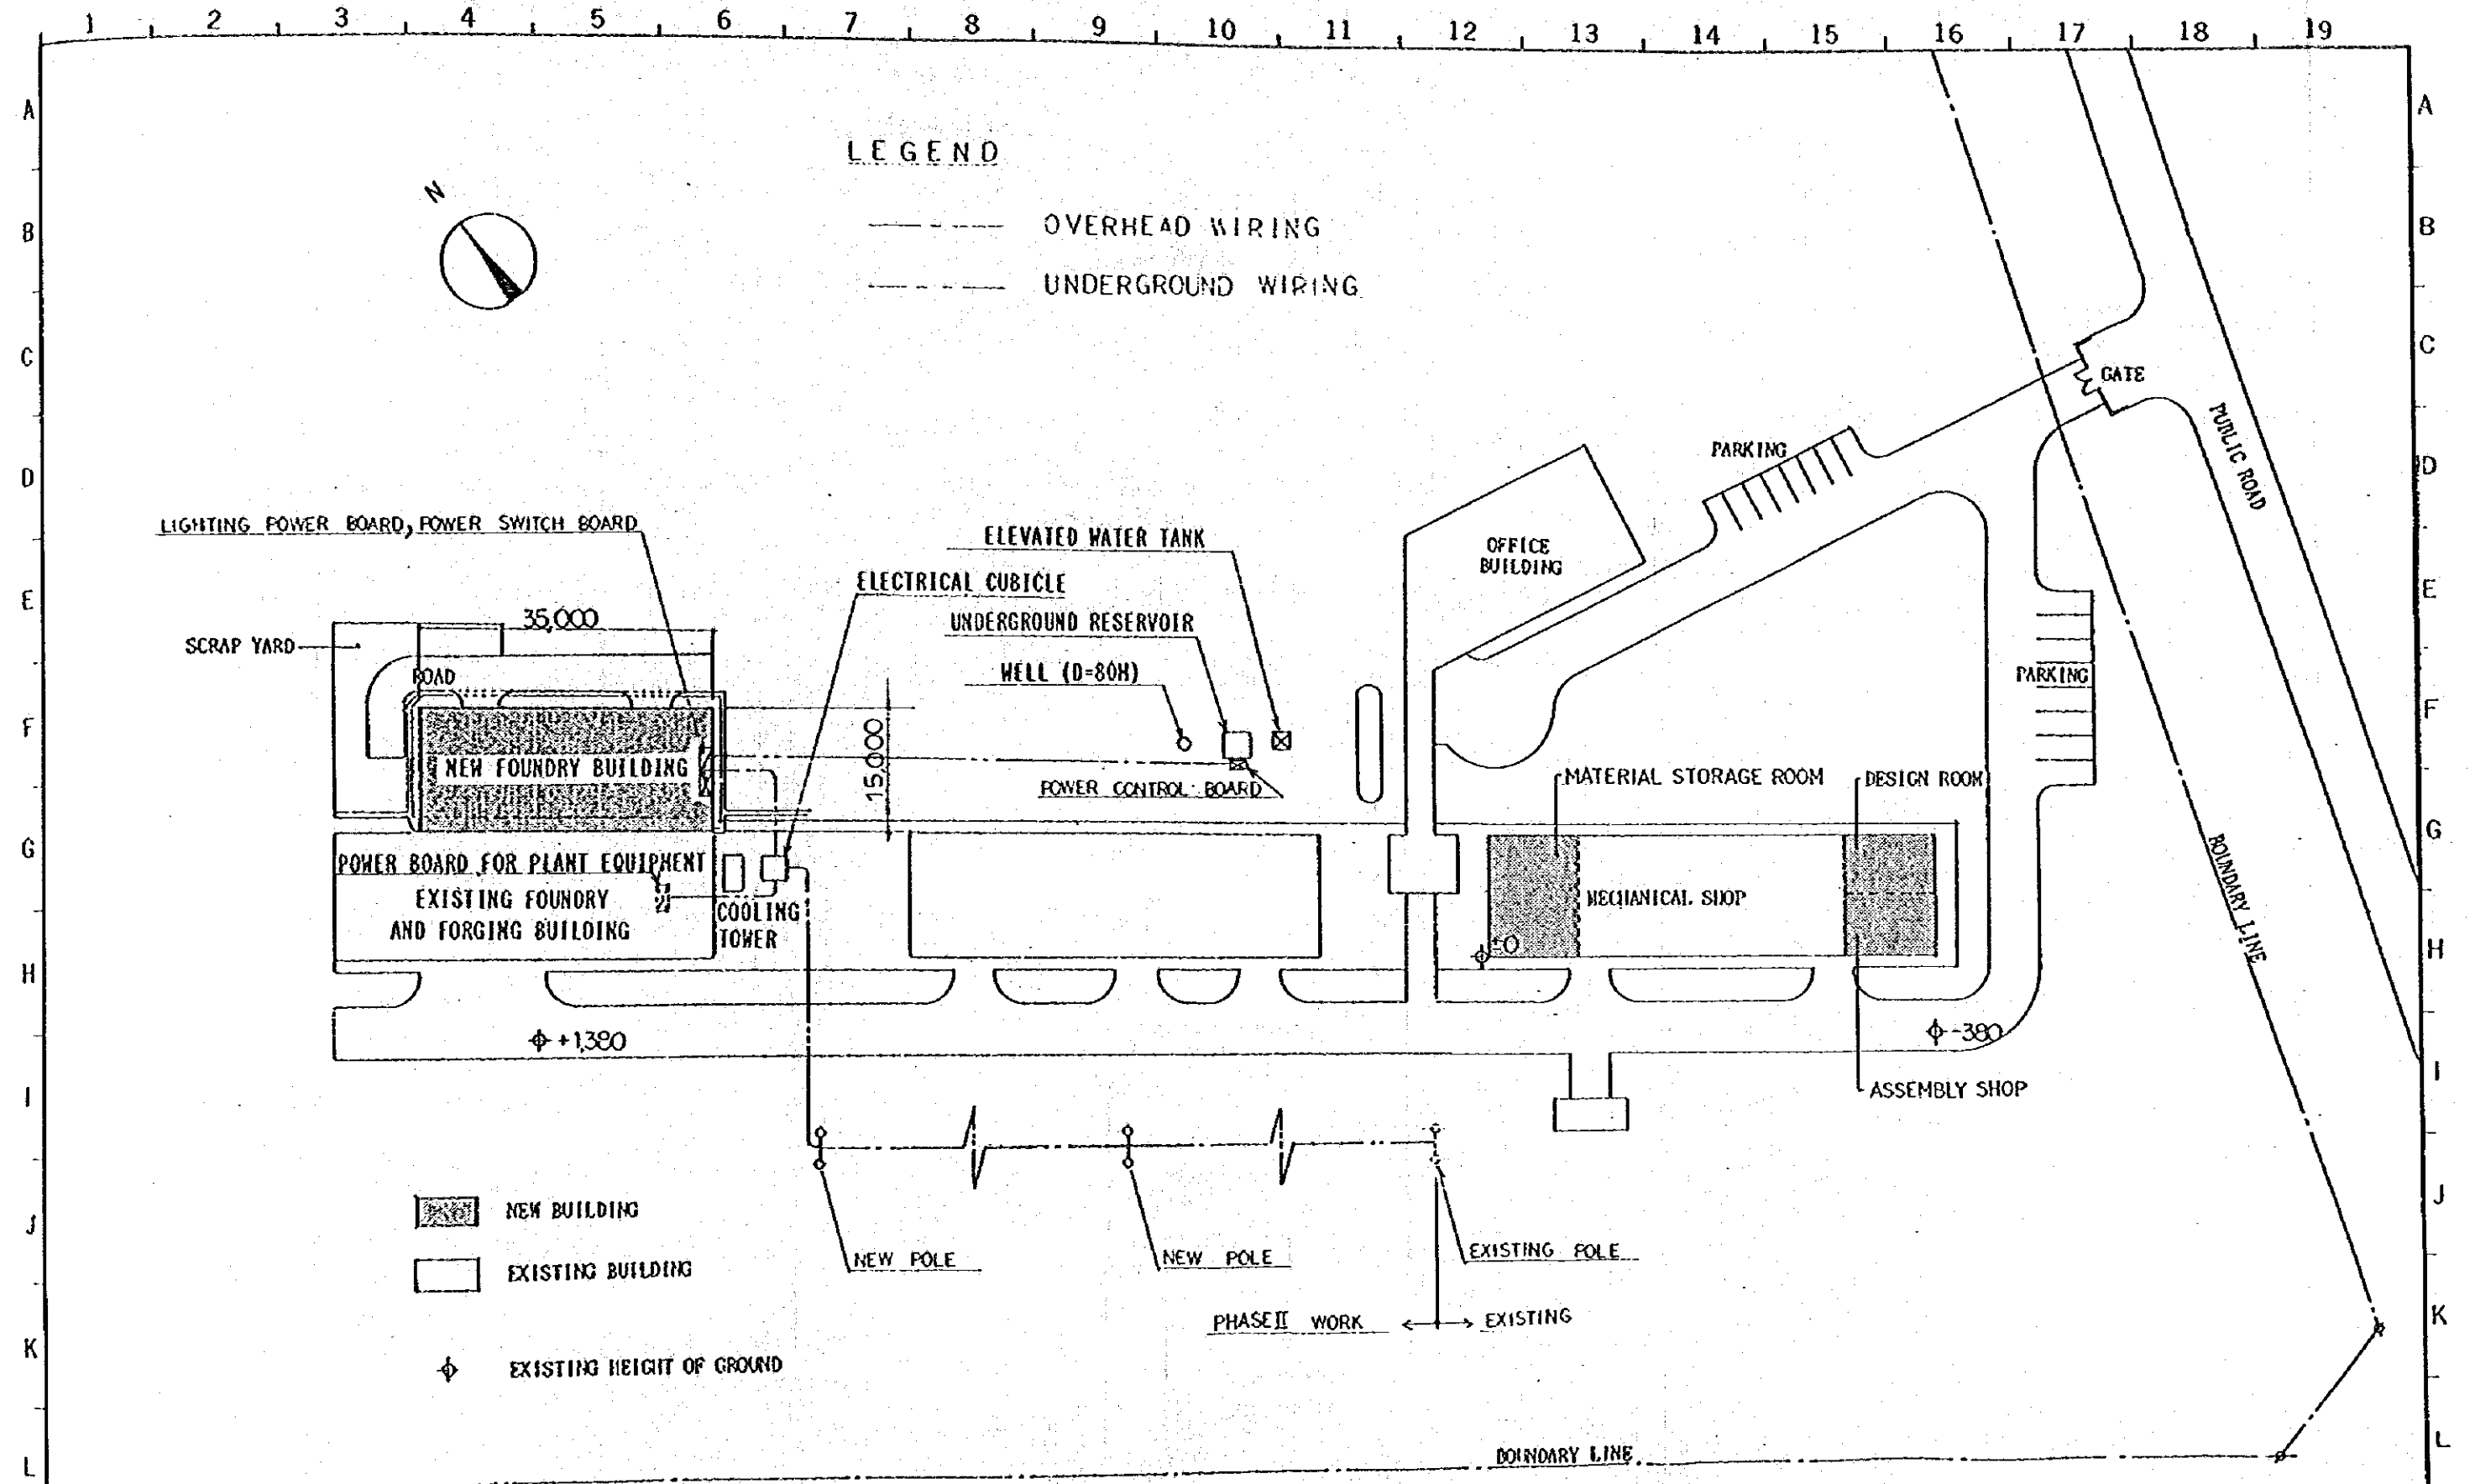 1 2 3 4 5 6 7 8 9 10 11 12 13 14 15 16 17 18 19
A A
LEGEND
N
B B
OVERHEAD WIRING
UNDERGROUND WIRING
C C
GATE
PUBLIC ROAD
D D
PARKING
LIGHTING POWER BOARD, POWER SWITCH BOARD
ELEVATED WATER TANK
OFFICE
BUILDING
ELECTRICAL CUBICLE
E E
35,000
UNDERGROUND RESERVOIR
SCRAP YARD
WELL (D=80M)
ROAD
PARKING
F F
15,000
NEW FOUNDRY BUILDING
POWER CONTROL BOARD
MATERIAL STORAGE ROOM
DESIGN ROOM
G G
POWER BOARD FOR PLANT EQUIPMENT
EXISTING FOUNDRY
AND FORGING BUILDING
COOLING
TOWER
MECHANICAL SHOP
BOUNDARY LINE
±0
H H
+1,380
-380
I I
ASSEMBLY SHOP
J J
NEW BUILDING
NEW POLE
NEW POLE
EXISTING POLE
EXISTING BUILDING
PHASE II WORK
EXISTING
K K
EXISTING HEIGHT OF GROUND
BOUNDARY LINE
L L